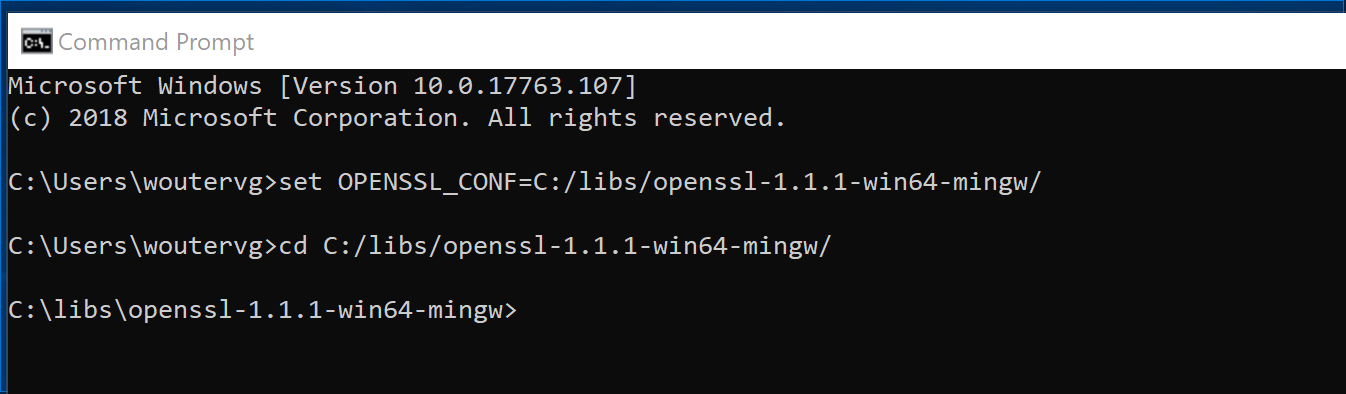 Command Prompt
Microsoft Windows [Version 10.0.17763.107]
(c) 2018 Microsoft Corporation. All rights reserved.
C:\Users\woutervg>set OPENSSL_CONF=C:/libs/openssl-1.1.1-win64-mingw/
C:\Users\woutervg>cd C:/libs/openssl-1.1.1-win64-mingw/
C:\libs\openssl-1.1.1-win64-mingw>